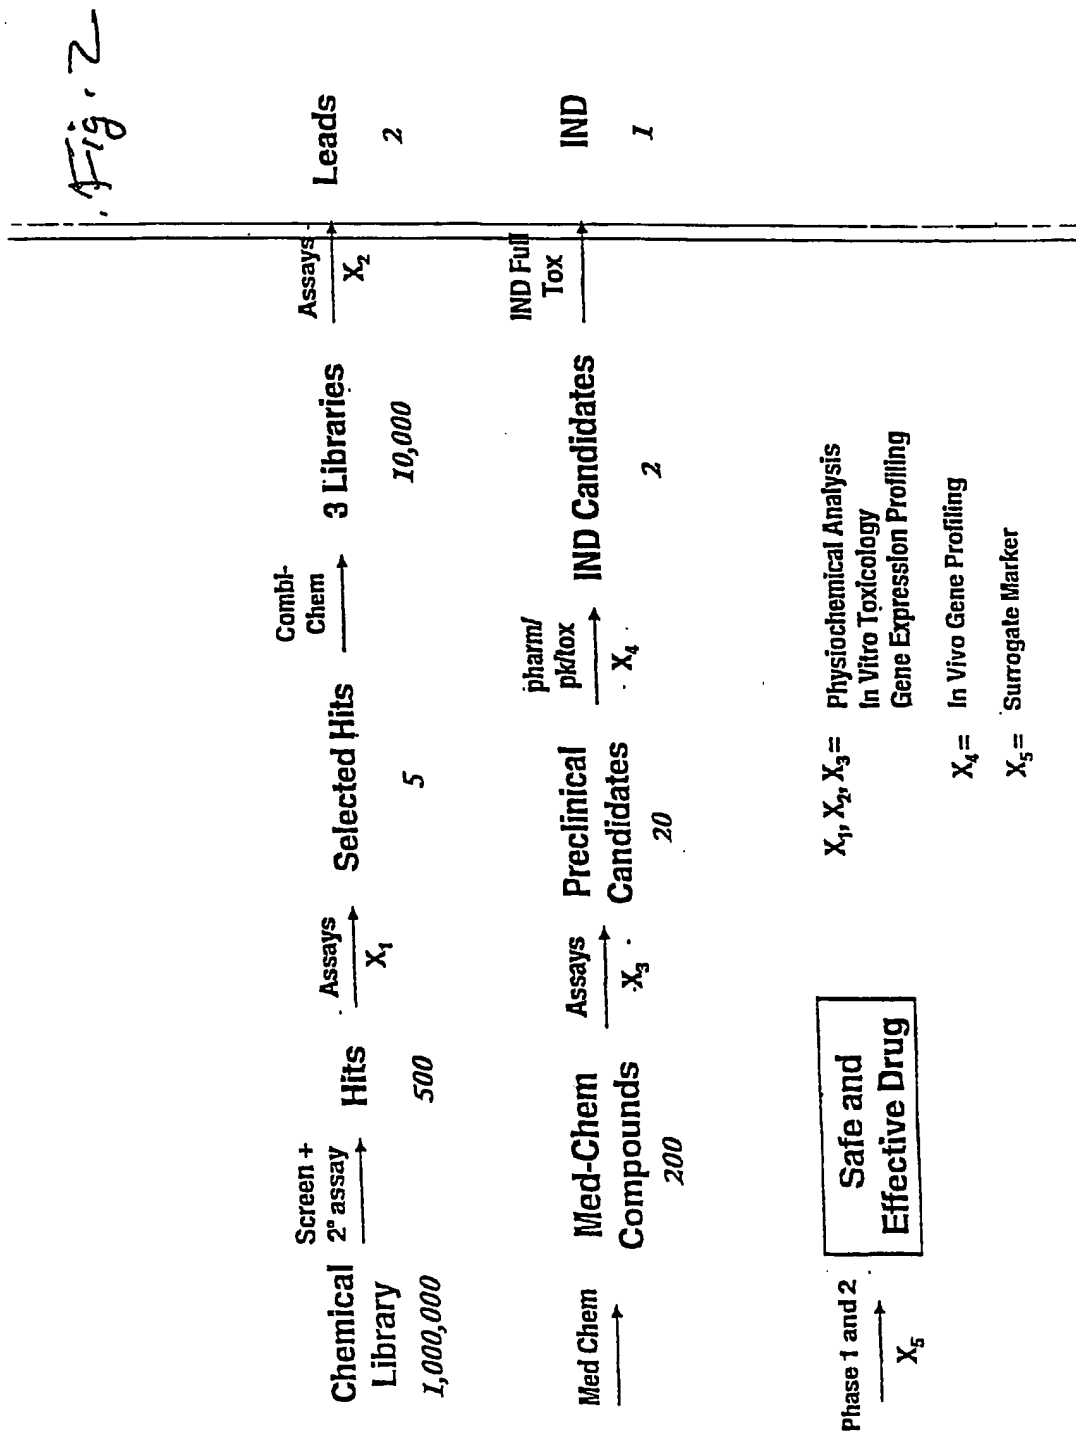 Fig. 2
Screen +
2° assay
Assays
X₁
Combi-
Chem
Assays
X₂
Chemical
Library
Hits
Selected Hits
3 Libraries
Leads
1,000,000
500
5
10,000
2
Med Chem
Assays
X₃
pharm/
pk/tox
X₄
IND Full
Tox
Med-Chem
Compounds
Preclinical
Candidates
IND Candidates
IND
200
20
2
1
Phase 1 and 2
X₅
Safe and
Effective Drug
X₁, X₂, X₃= Physiochemical Analysis
In Vitro Toxicology
Gene Expression Profiling
X₄= In Vivo Gene Profiling
X₅= Surrogate Marker